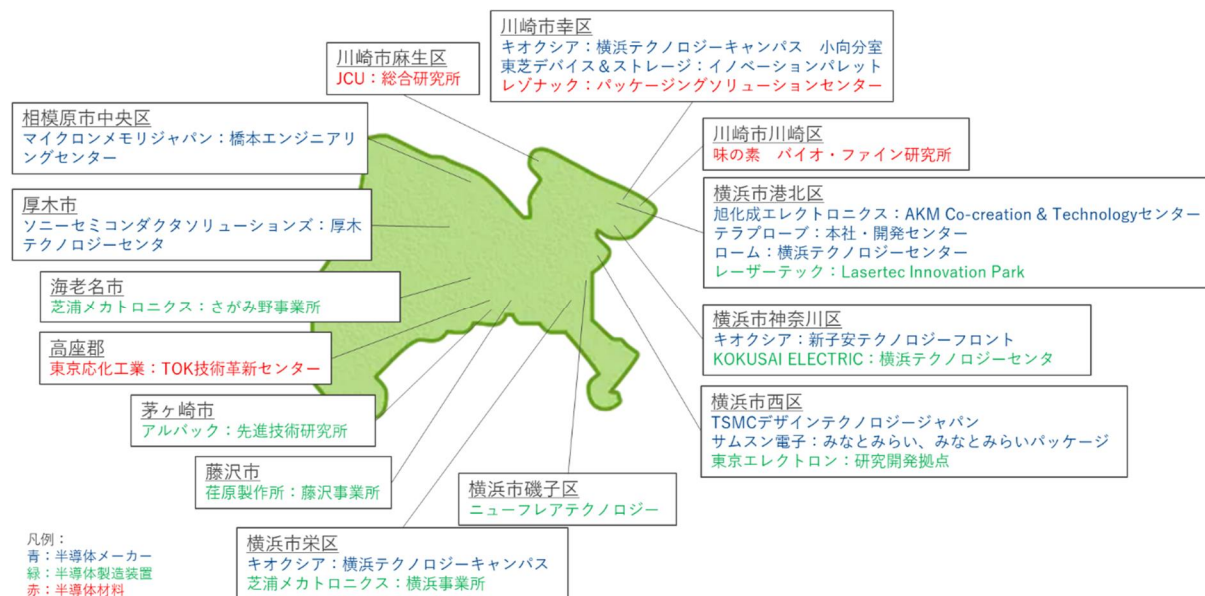 川崎市幸区
キオクシア：横浜テクノロジーキャンパス　小向分室
東芝デバイス＆ストレージ：イノベーションパレット
レゾナック：パッケージングソリューションセンター
川崎市麻生区
JCU：総合研究所
相模原市中央区
マイクロンメモリジャパン：橋本エンジニアリ
ングセンター
川崎市川崎区
味の素　バイオ・ファイン研究所
厚木市
ソニーセミコンダクタソリューションズ：厚木
テクノロジーセンタ
横浜市港北区
旭化成エレクトロニクス：AKM Co-creation & Technologyセンター
テラプローブ：本社・開発センター
ローム：横浜テクノロジーセンター
レーザーテック：Lasertec Innovation Park
海老名市
芝浦メカトロニクス：さがみ野事業所
横浜市神奈川区
キオクシア：新子安テクノロジーフロント
KOKUSAI ELECTRIC：横浜テクノロジーセンタ
高座郡
東京応化工業：TOK技術革新センター
茅ヶ崎市
アルバック：先進技術研究所
横浜市西区
TSMCデザインテクノロジージャパン
サムスン電子：みなとみらい、みなとみらいパッケージ
東京エレクトロン：研究開発拠点
藤沢市
荏原製作所：藤沢事業所
横浜市磯子区
ニューフレアテクノロジー
横浜市栄区
キオクシア：横浜テクノロジーキャンパス
芝浦メカトロニクス：横浜事業所
凡例：
青：半導体メーカー
緑：半導体製造装置
赤：半導体材料